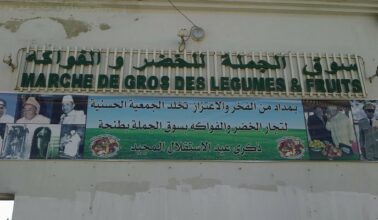 سوق الجملة للخضر و الفواكه
MARCHE DE GROS DES LEGUMES & FRUITS
بمداد من الفخر والاعتزاز تخلد الجمعية الحسنية
لتجار الخضر والفواكه بسوق الجملة بطنجة
ذكرى عيد الاستقلال المجيد